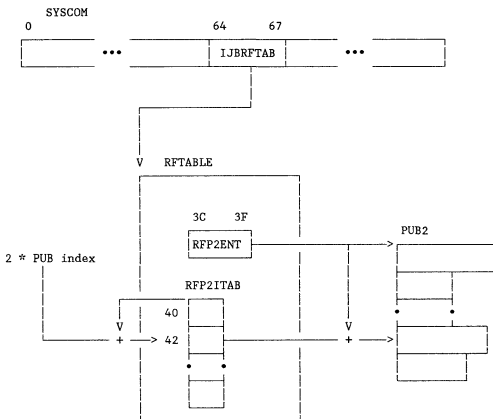 SYSCOM
0 64 67
••• IJBRFTAB •••
V RFTABLE
3C 3F
PUB2
RFP2ENT >
2 * PUB index
RFP2ITAB
40
V V
+ > 42 + >